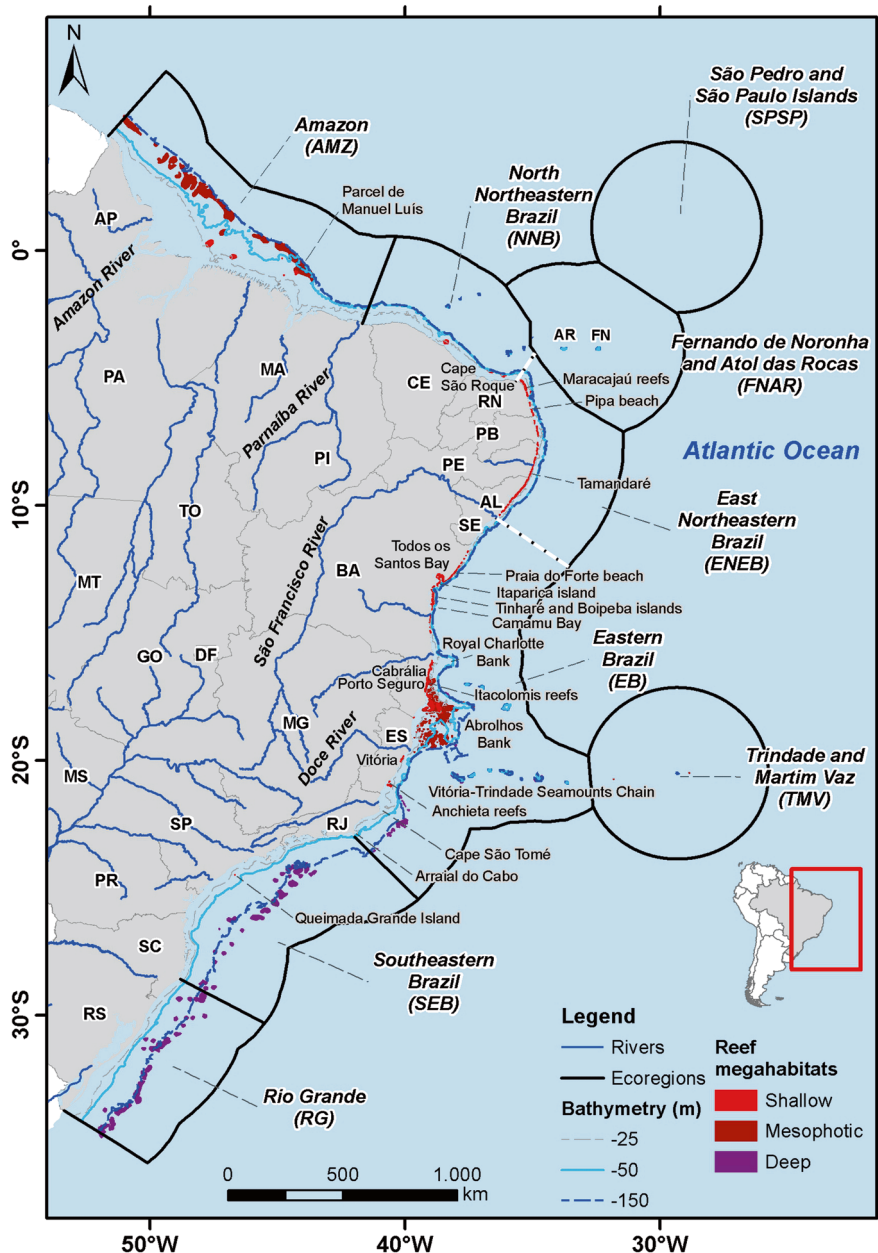 N
São Pedro and
São Paulo Islands
(SPSP)
Amazon
(AMZ)
North
Northeastern
Brazil
(NNB)
Parcel de
Manuel Luís
AP
0°
Amazon River
AR
FN
Fernando de Noronha
and Atol das Rocas
(FNAR)
PA
MA
Parnaíba River
CE
Cape
São Roque
RN
Maracajaú reefs
Pipa beach
PB
PI
PE
Atlantic Ocean
Tamandaré
10°S
TO
AL
SE
East
Northeastern
Brazil
(ENEB)
São Francisco River
Todos os
Santos Bay
BA
MT
Praia do Forte beach
Itaparica island
Tinharé and Boipeba islands
Camamu Bay
GO
DF
Royal Charlotte
Bank
Eastern
Brazil
(EB)
Cabrália
Porto Seguro
Itacolomis reefs
MG
Doce River
ES
Abrolhos
Bank
20°S
MS
Vitória
Trindade and
Martim Vaz
(TMV)
Vitória-Trindade Seamounts Chain
Anchieta reefs
SP
RJ
Cape São Tomé
PR
Arraial do Cabo
Queimada Grande Island
SC
Southeastern
Brazil
(SEB)
RS
30°S
Rio Grande
(RG)
Legend
Rivers
Ecoregions
Bathymetry (m)
-25
-50
-150
Reef
megahabitats
Shallow
Mesophotic
Deep
0
500
1.000
km
50°W
40°W
30°W